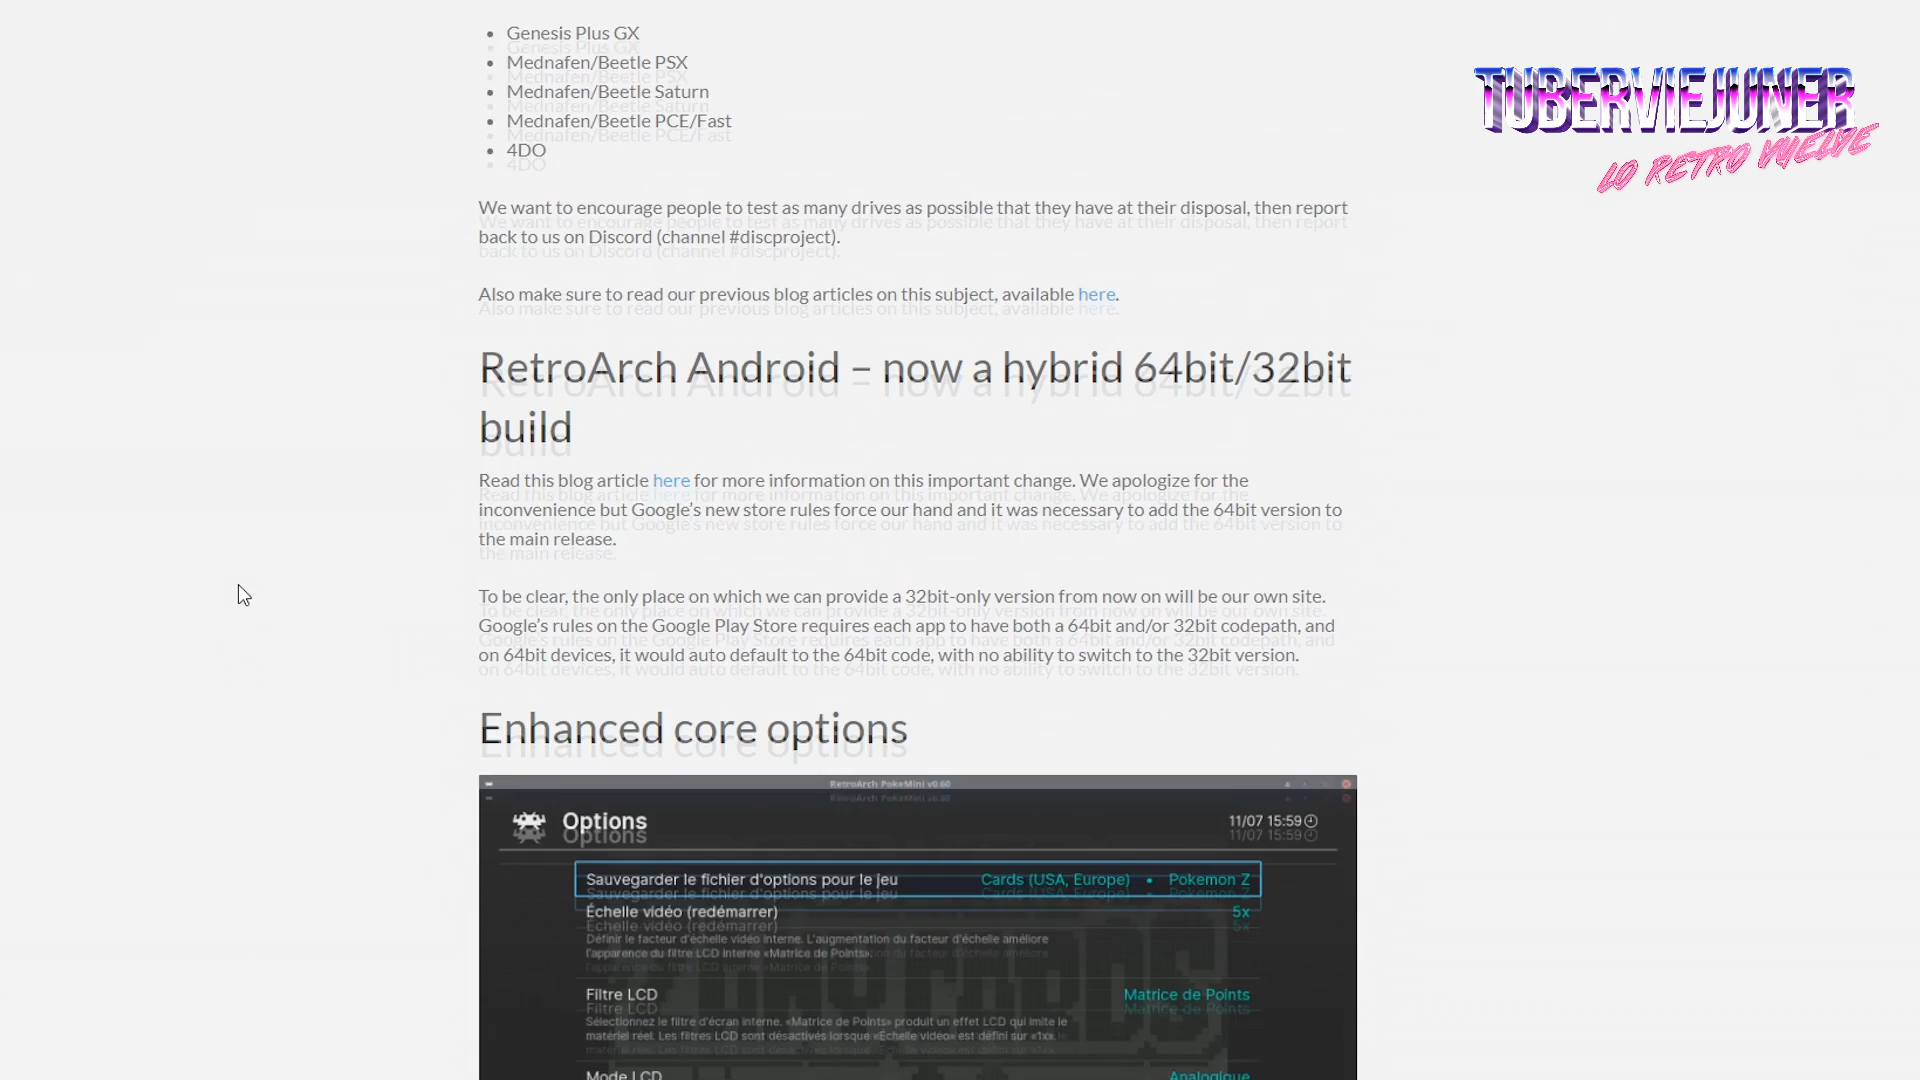 Genesis Plus GX
Mednafen/Beetle PSX
Mednafen/Beetle Saturn
Mednafen/Beetle PCE/Fast
4DO
TUBERVIEJUNER
LO RETRO VUELVE
We want to encourage people to test as many drives as possible that they have at their disposal, then report
back to us on Discord (channel #discproject).
Also make sure to read our previous blog articles on this subject, available here.
RetroArch Android – now a hybrid 64bit/32bit
build
Read this blog article here for more information on this important change. We apologize for the
inconvenience but Google’s new store rules force our hand and it was necessary to add the 64bit version to
the main release.
To be clear, the only place on which we can provide a 32bit-only version from now on will be our own site.
Google’s rules on the Google Play Store requires each app to have both a 64bit and/or 32bit codepath, and
on 64bit devices, it would auto default to the 64bit code, with no ability to switch to the 32bit version.
Enhanced core options
RetroArch PokeMini v0.60
Options 11/07 15:59
Sauvegarder le fichier d'options pour le jeu Cards (USA, Europe) • Pokemon Z
Échelle vidéo (redémarrer) 5x
Définir le facteur d'échelle vidéo interne. L'augmentation du facteur d'échelle améliore
l'apparence du filtre LCD interne «Matrice de Points».
Filtre LCD Matrice de Points
Sélectionnez le filtre d'écran interne. «Matrice de Points» produit un effet LCD qui imite le
matériel réel. Les filtres LCD sont désactivés lorsque «Échelle vidéo» est défini sur «1x».
Mode LCD Analogique